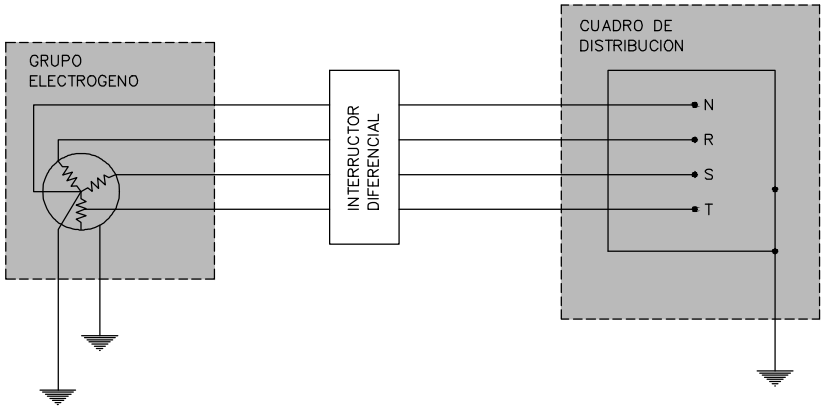 GRUPO
ELECTROGENO
INTERRUCTOR
DIFERENCIAL
CUADRO DE
DISTRIBUCION
N
R
S
T